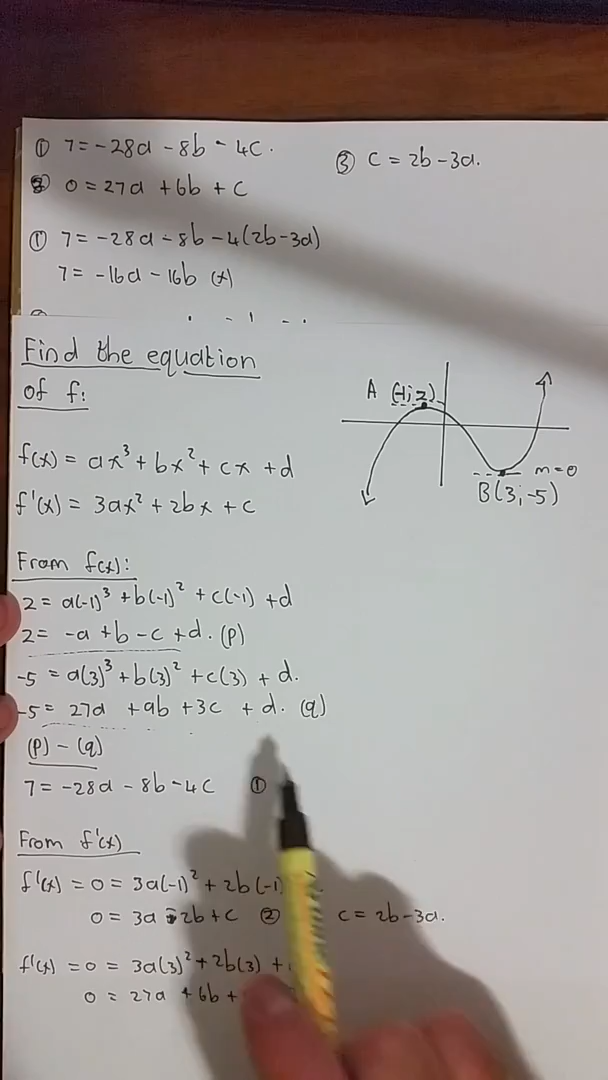 ① 7 = -28a - 8b - 4c.
③ c = 2b - 3a.
② 0 = 27a + 6b + c
① 7 = -28a - 8b - 4(2b - 3a)
7 = -16a - 16b (x)
Find the equation
of f:
A (-1; 2)
f(x) = ax³ + bx² + cx + d
m = 0
B(3; -5)
f'(x) = 3ax² + 2bx + c
From f(x):
2 = a(-1)³ + b(-1)² + c(-1) + d
2 = -a + b - c + d. (p)
-5 = a(3)³ + b(3)² + c(3) + d.
-5 = 27a + 9b + 3c + d. (q)
(p) - (q)
7 = -28a - 8b - 4c ①
From f'(x)
f'(x) = 0 = 3a(-1)² + 2b(-1)
0 = 3a - 2b + c ② c = 2b - 3a.
f'(x) = 0 = 3a(3)² + 2b(3) +
0 = 27a + 6b +